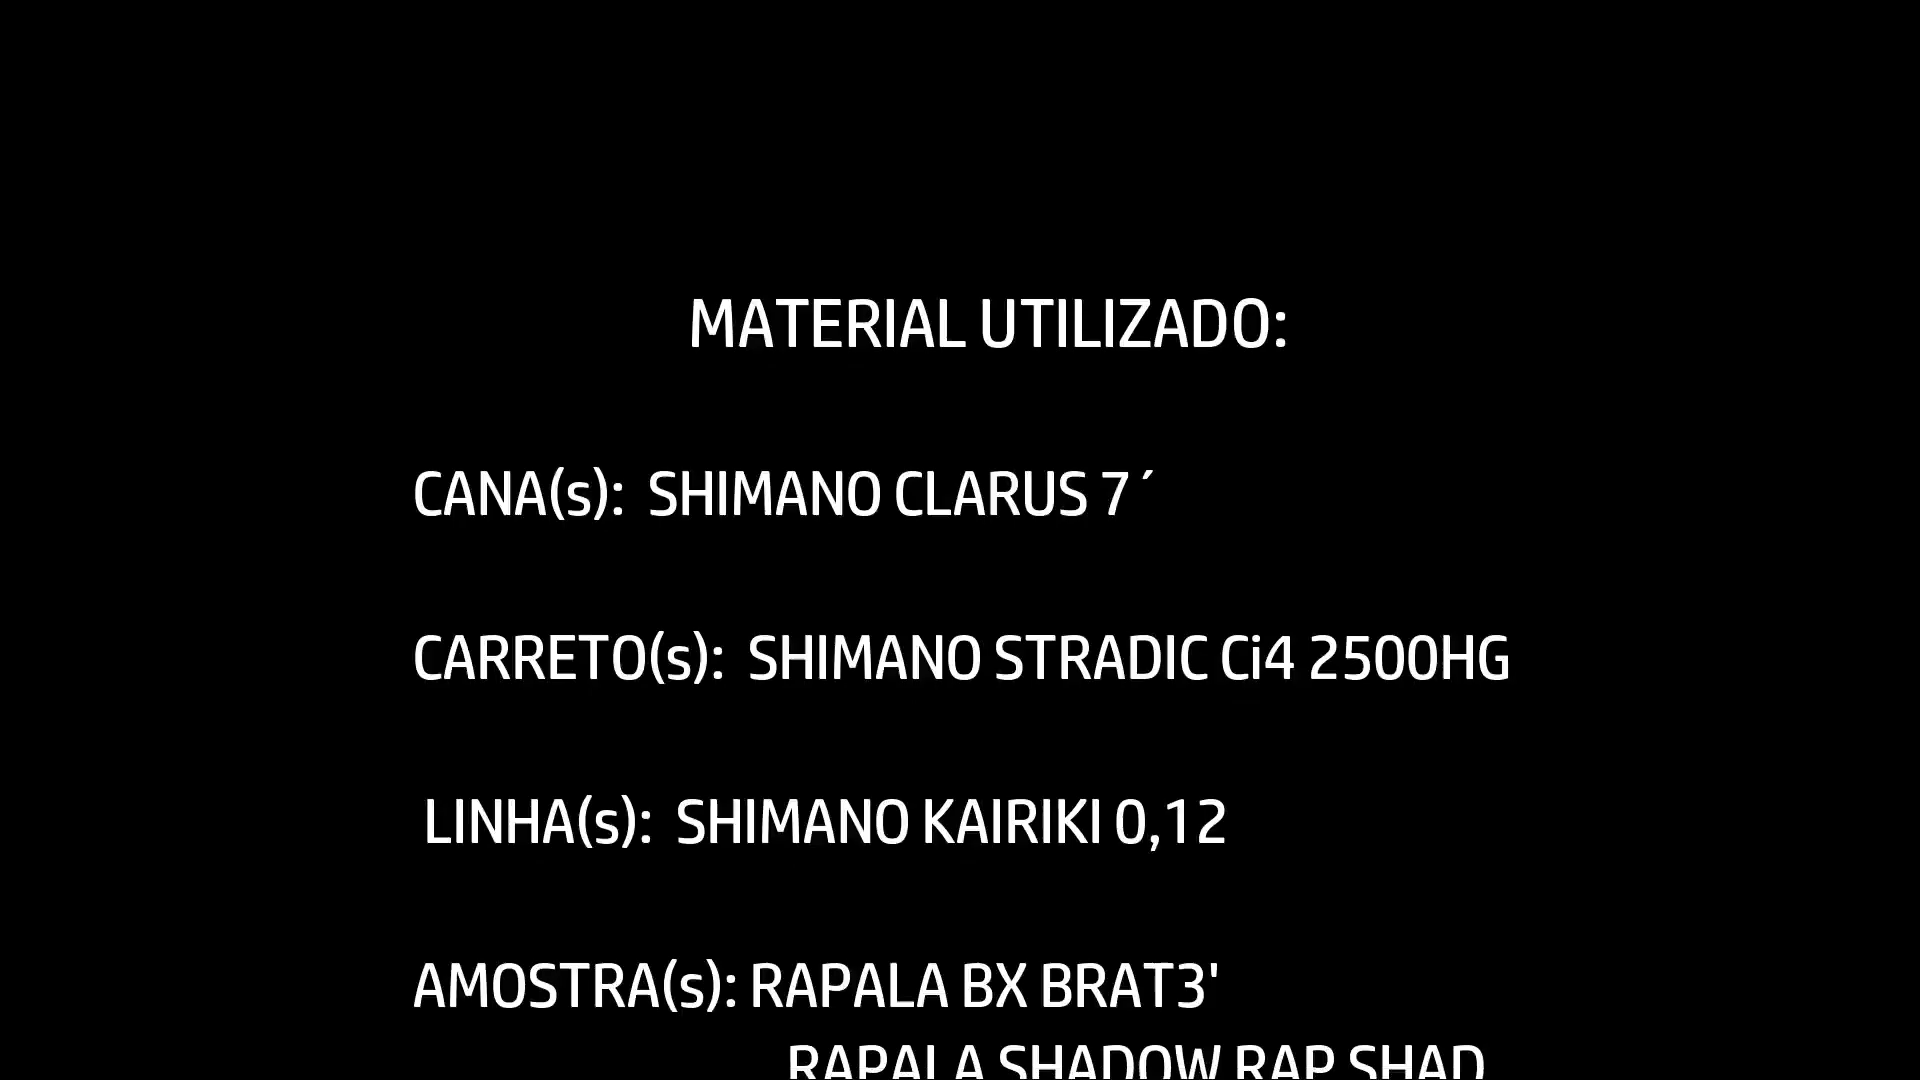 MATERIAL UTILIZADO:
CANA(s): SHIMANO CLARUS 7´
CARRETO(s): SHIMANO STRADIC Ci4 2500HG
LINHA(s): SHIMANO KAIRIKI 0,12
AMOSTRA(s): RAPALA BX BRAT3'
RAPALA SHADOW RAP SHAD